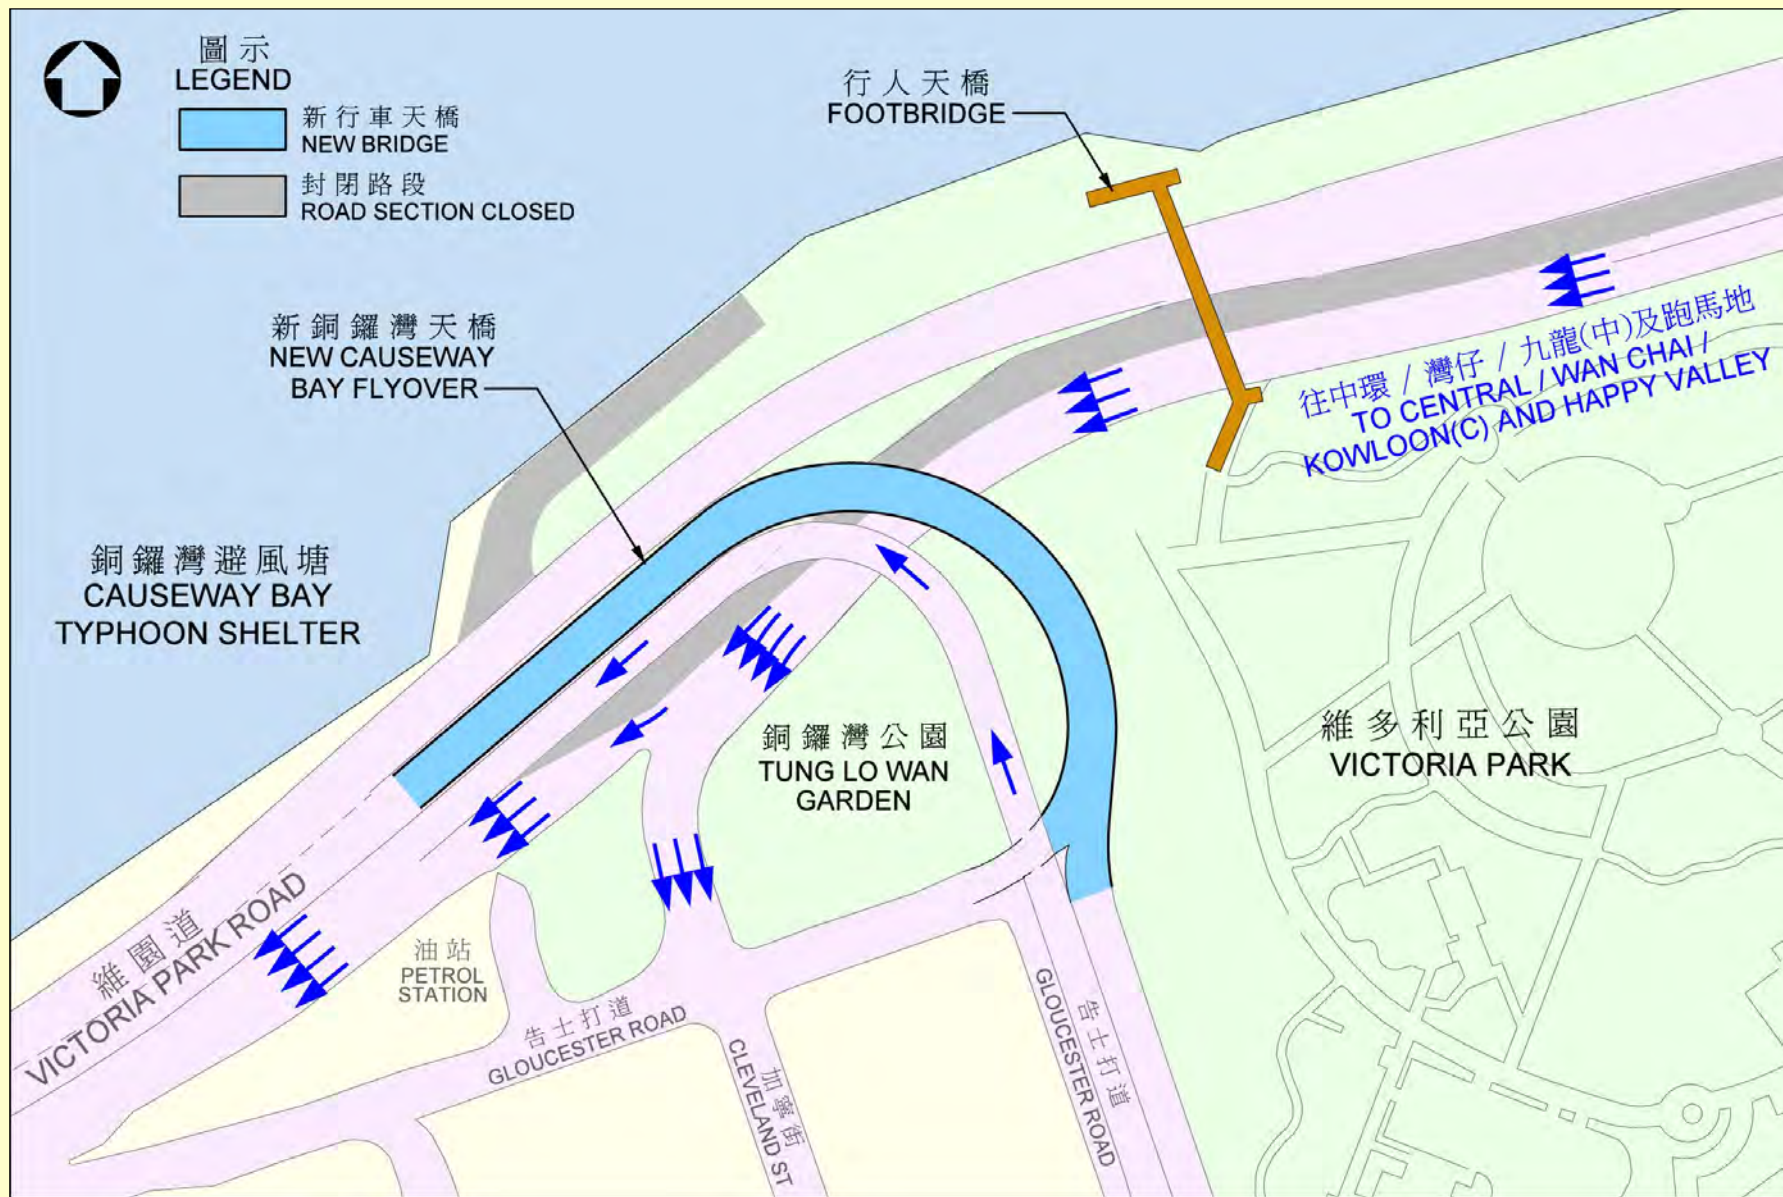 圖示
LEGEND
新行車天橋
NEW BRIDGE
封閉路段
ROAD SECTION CLOSED
行人天橋
FOOTBRIDGE
新銅鑼灣天橋
NEW CAUSEWAY
BAY FLYOVER
往中環 / 灣仔 / 九龍(中)及跑馬地
TO CENTRAL / WAN CHAI /
KOWLOON(C) AND HAPPY VALLEY
銅鑼灣避風塘
CAUSEWAY BAY
TYPHOON SHELTER
銅鑼灣公園
TUNG LO WAN
GARDEN
維多利亞公園
VICTORIA PARK
維園道
VICTORIA PARK ROAD
油站
PETROL
STATION
告士打道
GLOUCESTER ROAD
加寧街
CLEVELAND ST
告士打道
GLOUCESTER ROAD